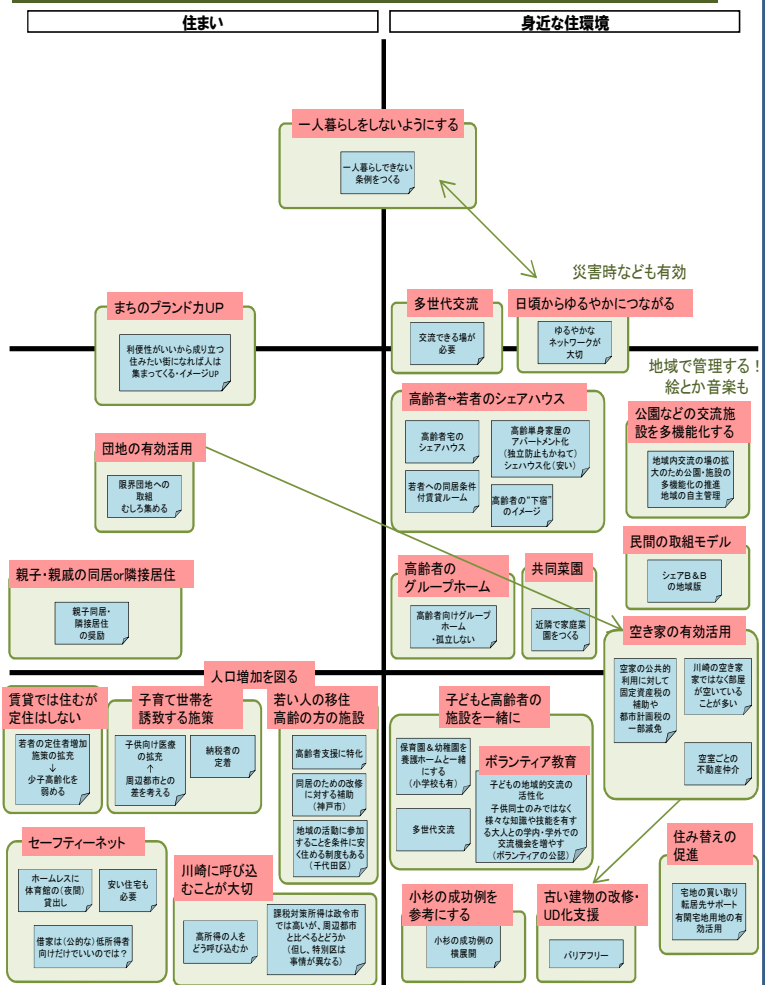 住まい
身近な住環境
一人暮らしをしないようにする
一人暮らしできない
条例をつくる
災害時なども有効
まちのブランド力UP
利便性がいいから成り立つ
住みたい街になれば人は
集まってくる・イメージUP
多世代交流
交流できる場が
必要
日頃からゆるやかにつながる
ゆるやかな
ネットワークが
大切
地域で管理する！
絵とか音楽も
高齢者↔若者のシェアハウス
高齢者宅の
シェアハウス
高齢単身家屋の
アパートメント化
(独立防止もかねて)
シェハウス化(安い)
若者への同居条件
付賃貸ルーム
高齢者の“下宿”
のイメージ
公園などの交流施
設を多機能化する
地域内交流の場の拡
大のため公園・施設の
多機能化の推進
地域の自主管理
団地の有効活用
限界団地への
取組
むしろ集める
民間の取組モデル
シェアB＆B
の地域版
親子・親戚の同居or隣接居住
親子同居・
隣接居住
の奨励
高齢者の
グループホーム
高齢者向けグループ
ホーム
・孤立しない
共同菜園
近隣で家庭菜
園をつくる
空き家の有効活用
空家の公共的
利用に対して
固定資産税の
補助や
都市計画税の
一部減免
川崎の空き家
家ではなく部屋
が空いている
ことが多い
空室ごとの
不動産仲介
人口増加を図る
賃貸では住むが
定住はしない
若者の定住者増加
施策の拡充
↓
少子高齢化を
弱める
子育て世帯を
誘致する施策
子供向け医療
の拡充
↑
周辺都市との
差を考える
納税者の
定着
若い人の移住
高齢の方の施設
高齢者支援に特化
同居のための改修
に対する補助
(神戸市)
地域の活動に参加
することを条件に安
く住める制度もある
(千代田区)
子どもと高齢者の
施設を一緒に
保育園＆幼稚園を
養護ホームと一緒
にする
(小学校も有)
多世代交流
ボランティア教育
子どもの地域的交流の
活性化
子供同士のみではなく
様々な知識や技能を有す
る大人との学内・学外での
交流機会を増やす
(ボランティアの公認)
セーフティーネット
ホームレスに
体育館の(夜間)
貸出し
安い住宅も
必要
借家は(公的な)低所得者
向けだけでいいのでは？
川崎に呼び込
むことが大切
高所得の人を
どう呼び込むか
課税対策所得は政令市
では高いが、周辺都市
と比べるとどうか
(但し、特別区は
事情が異なる)
小杉の成功例を
参考にする
小杉の成功例の
横展開
古い建物の改修・
UD化支援
バリアフリー
住み替えの
促進
宅地の買い取り
転居先サポート
有閑宅地用地の有
効活用